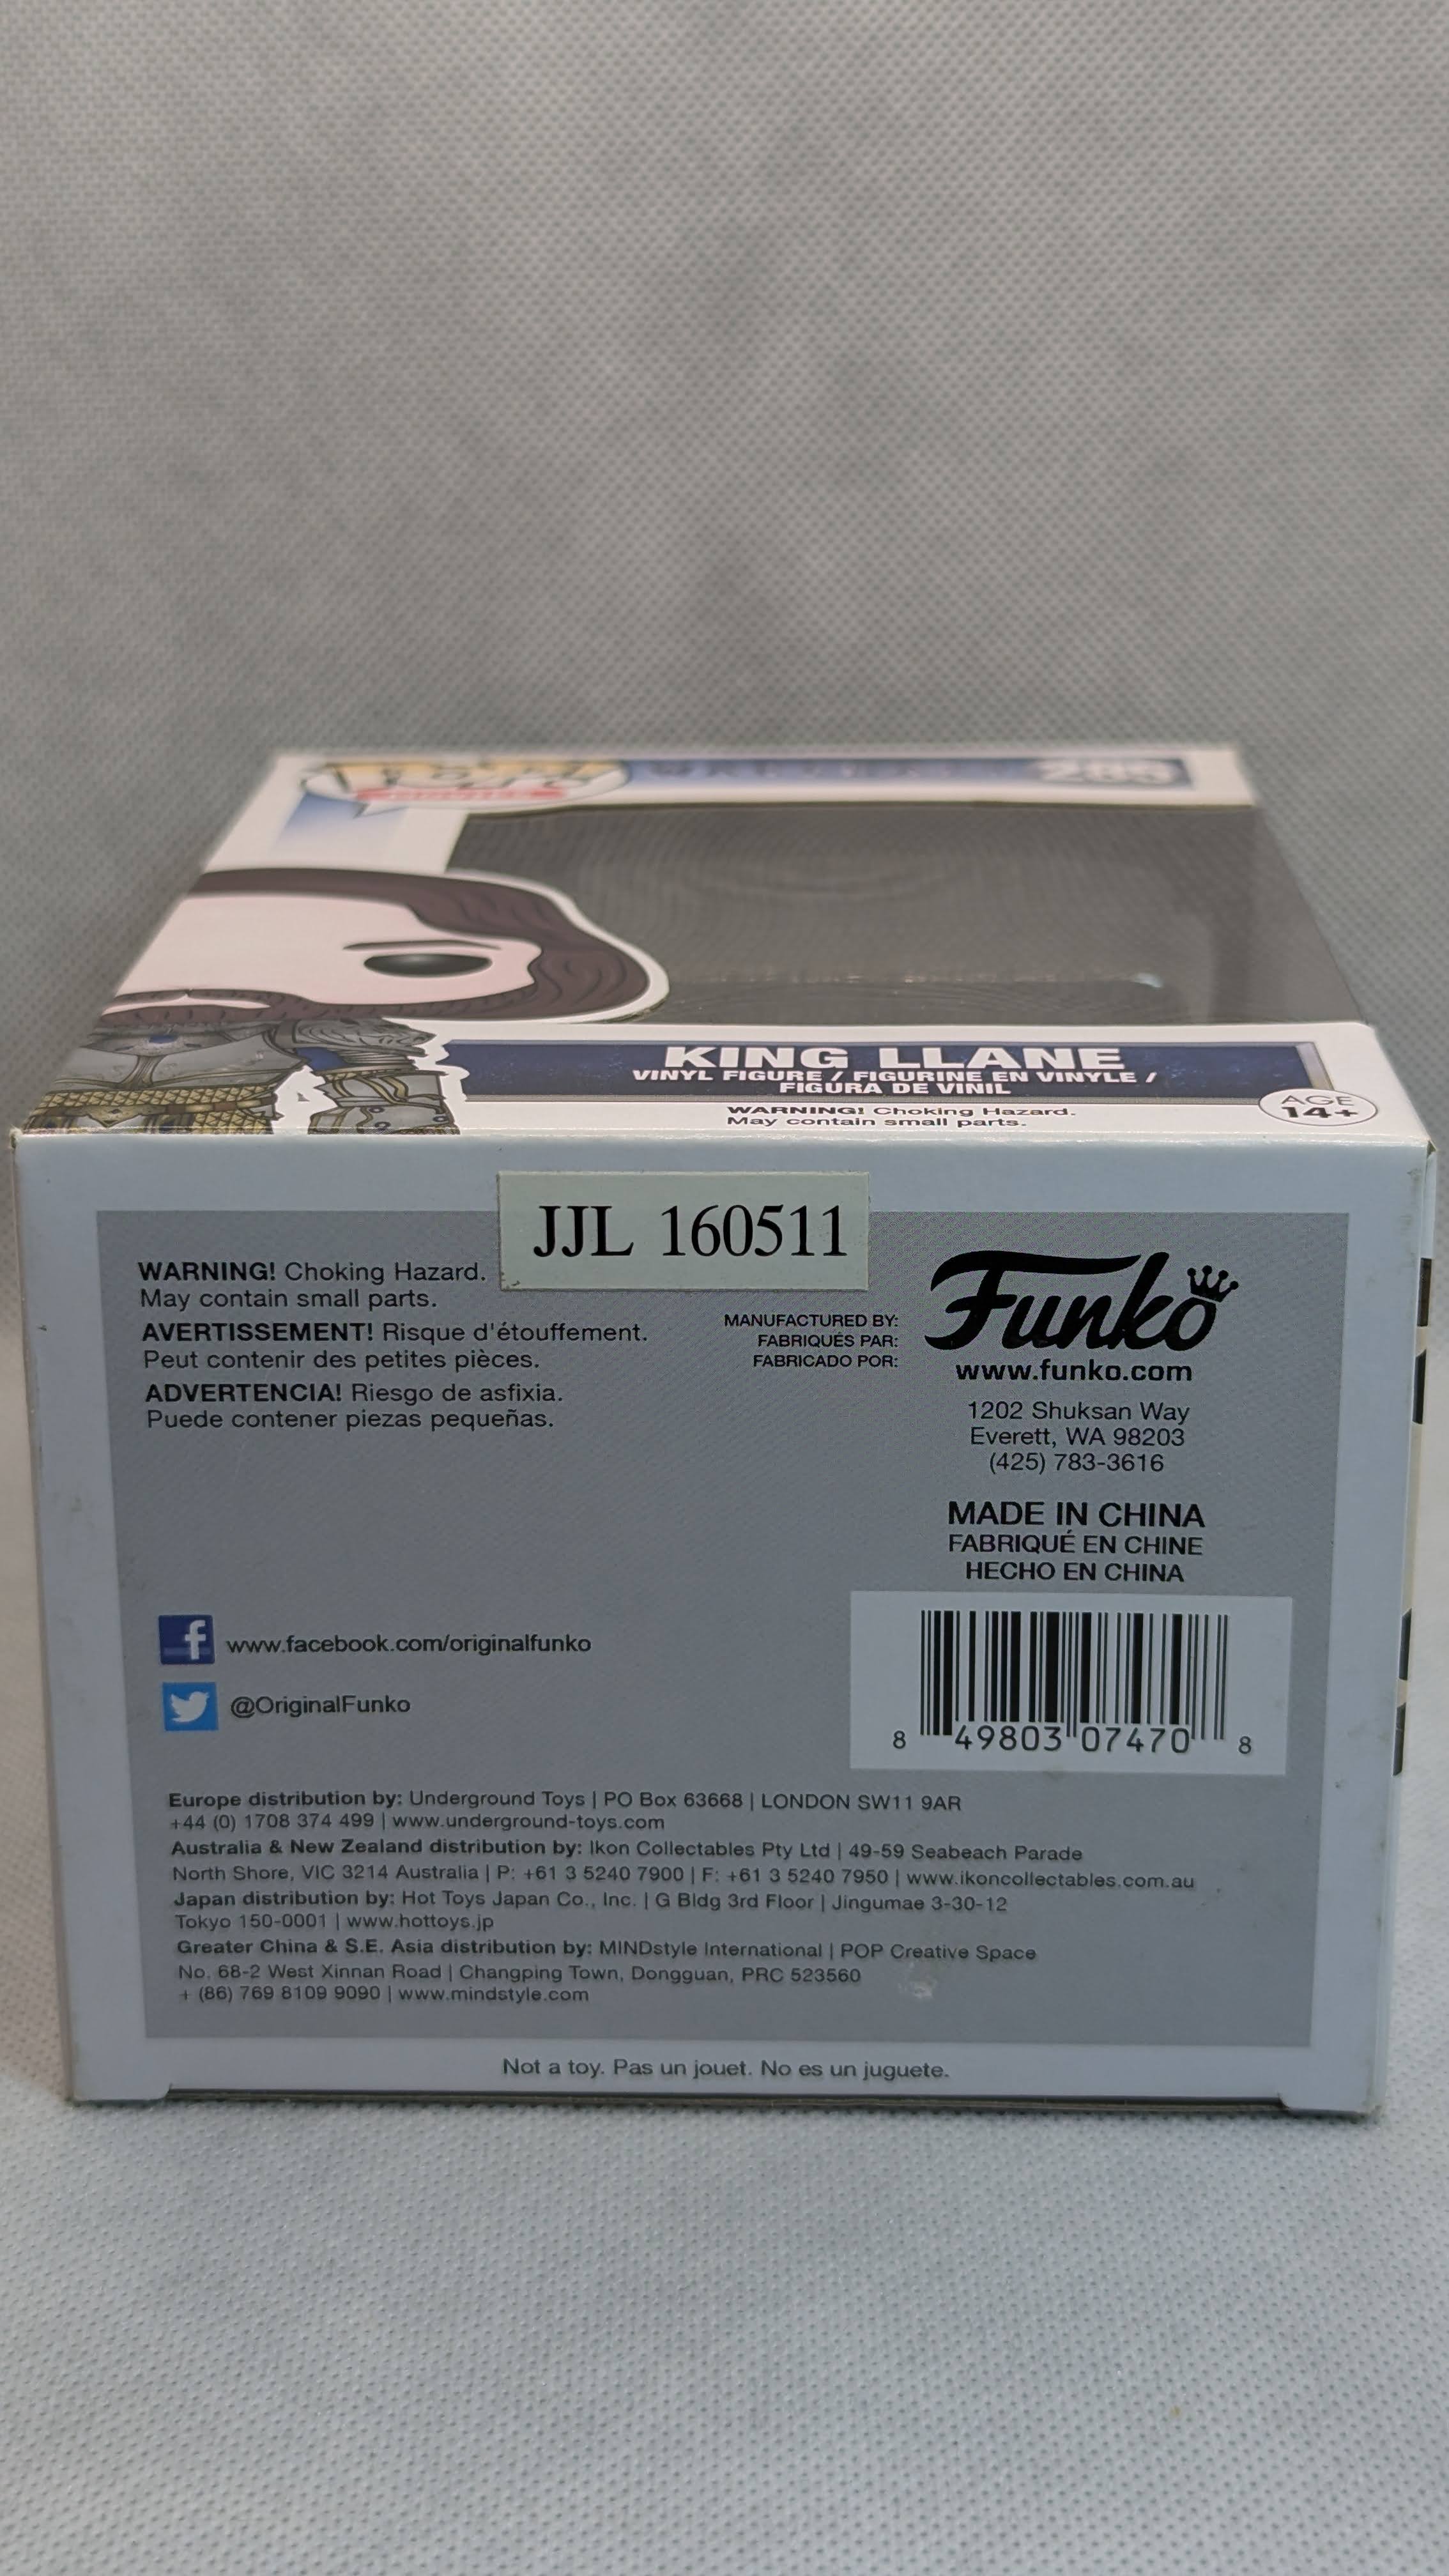 KING LLANE
VINYL FIGURE / FIGURINE EN VINYLE /
FIGURA DE VINIL
WARNING! Choking Hazard.
May contain small parts.
AGE
14+
JJL 160511
WARNING! Choking Hazard.
May contain small parts.
AVERTISSEMENT! Risque d'étouffement.
Peut contenir des petites pièces.
ADVERTENCIA! Riesgo de asfixia.
Puede contener piezas pequeñas.
MANUFACTURED BY:
FABRIQUÉS PAR:
FABRICADO POR:
Funko
www.funko.com
1202 Shuksan Way
Everett, WA 98203
(425) 783-3616
MADE IN CHINA
FABRIQUÉ EN CHINE
HECHO EN CHINA
f www.facebook.com/originalfunko
@OriginalFunko
8 49803 07470 8
Europe distribution by: Underground Toys | PO Box 63668 | LONDON SW11 9AR
+44 (0) 1708 374 499 | www.underground-toys.com
Australia & New Zealand distribution by: Ikon Collectables Pty Ltd | 49-59 Seabeach Parade
North Shore, VIC 3214 Australia | P: +61 3 5240 7900 | F: +61 3 5240 7950 | www.ikoncollectables.com.au
Japan distribution by: Hot Toys Japan Co., Inc. | G Bldg 3rd Floor | Jingumae 3-30-12
Tokyo 150-0001 | www.hottoys.jp
Greater China & S.E. Asia distribution by: MINDstyle International | POP Creative Space
No. 68-2 West Xinnan Road | Changping Town, Dongguan, PRC 523560
+ (86) 769 8109 9090 | www.mindstyle.com
Not a toy. Pas un jouet. No es un juguete.